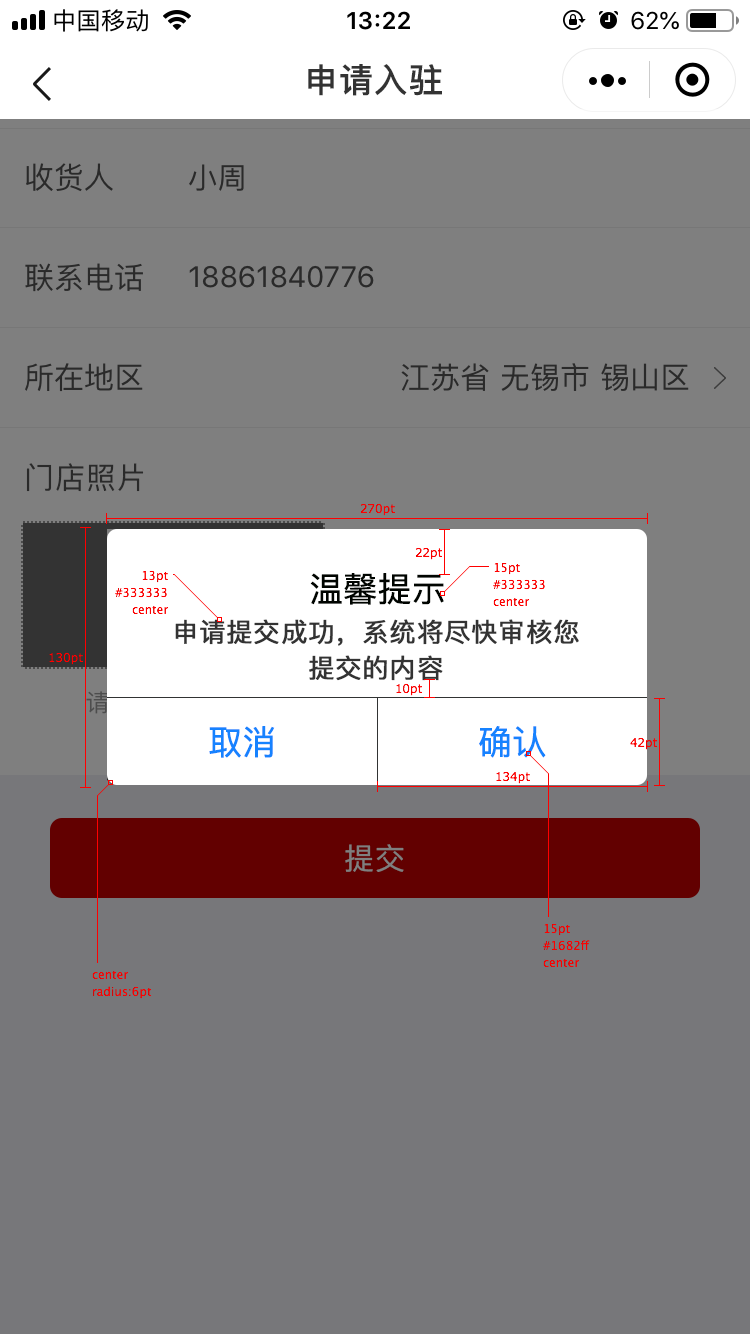 中国移动 13:22 62%
申请入驻
收货人 小周
联系电话 18861840776
所在地区 江苏省 无锡市 锡山区
门店照片
270pt
22pt
13pt
#333333
center
15pt
#333333
center
温馨提示
申请提交成功，系统将尽快审核您
提交的内容
130pt
10pt
请
取消 确认
42pt
134pt
提交
15pt
#1682ff
center
center
radius:6pt